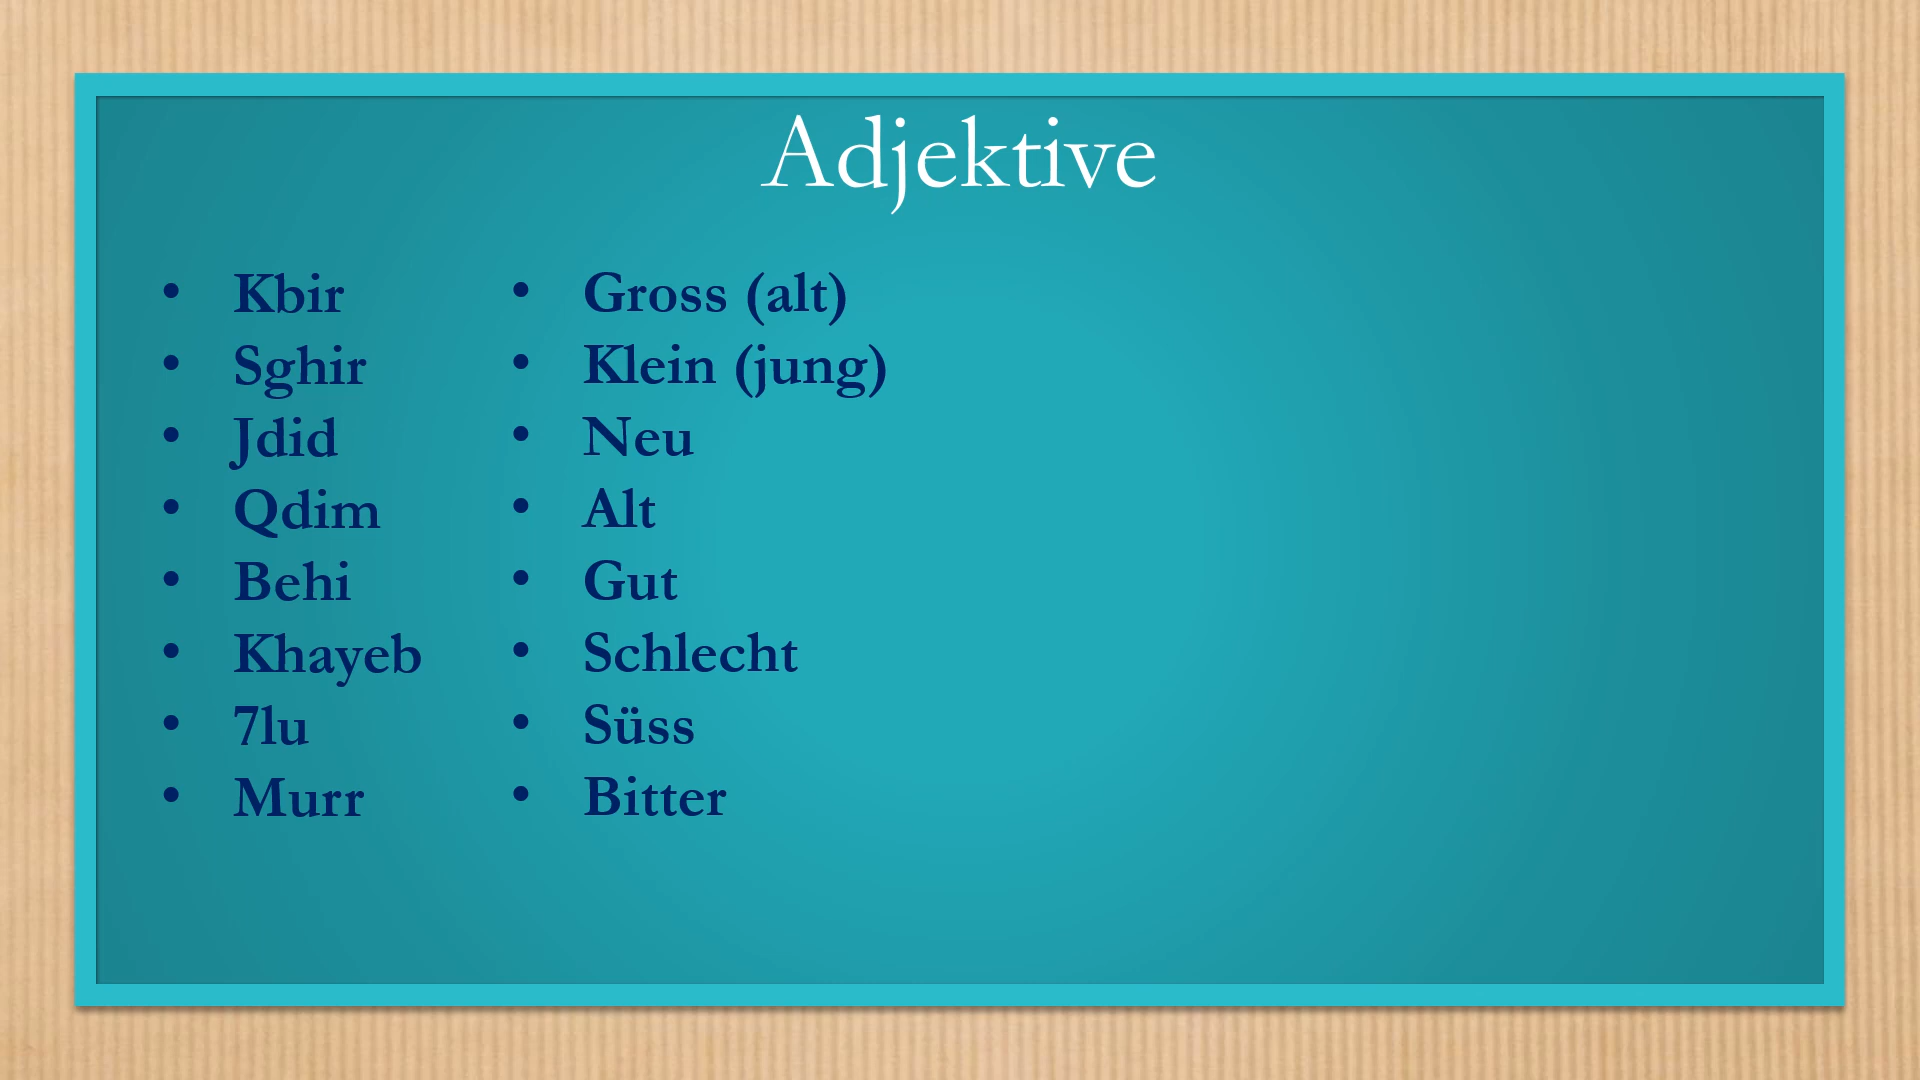 Adjektive
• Kbir • Gross (alt)
• Sghir • Klein (jung)
• Jdid • Neu
• Qdim • Alt
• Behi • Gut
• Khayeb • Schlecht
• 7lu • Süss
• Murr • Bitter